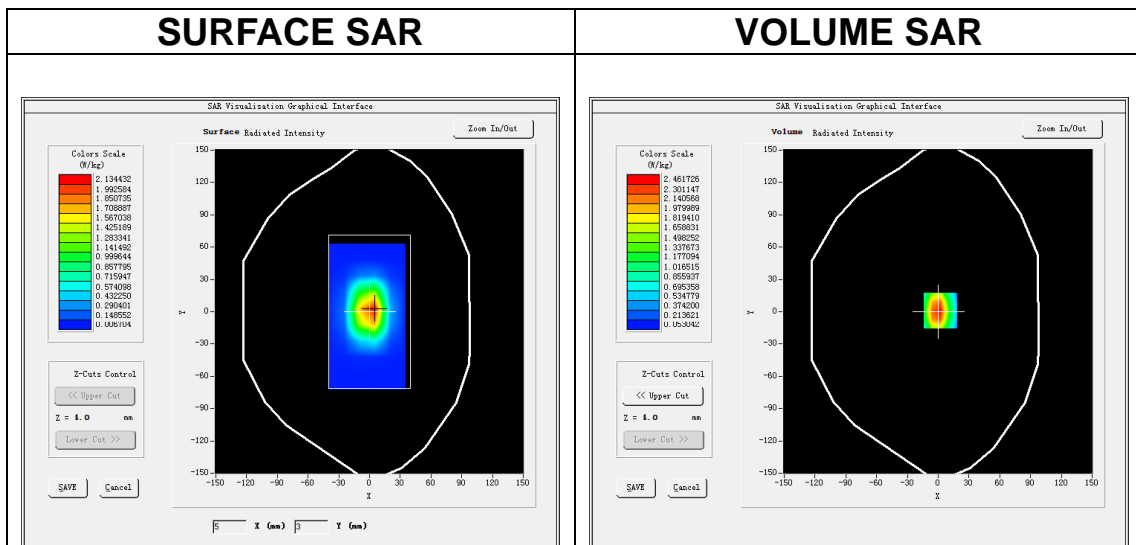 SURFACE SAR
VOLUME SAR
SAR Visualisation Graphical Interface
Surface Radiated Intensity
Zoom In/Out
Colors Scale
(W/kg)
2.134432
1.992584
1.850735
1.708887
1.567038
1.425189
1.283341
1.141492
0.999644
0.857795
0.715947
0.574098
0.432250
0.290401
0.148552
0.006704
Z-Cuts Control
<< Upper Cut
Z = 4.0 mm
Lower Cut >>
SAVE
Cancel
150
120
90
60
30
0
-30
-60
-90
-120
-150
Y
-150 -120 -90 -60 -30 0 30 60 90 120 150
X
5 X (mm) 3 Y (mm)
SAR Visualisation Graphical Interface
Volume Radiated Intensity
Zoom In/Out
Colors Scale
(W/kg)
2.461726
2.301147
2.140568
1.979989
1.819410
1.658831
1.498252
1.337673
1.177094
1.016515
0.855937
0.695358
0.534779
0.374200
0.213621
0.053042
Z-Cuts Control
<< Upper Cut
Z = 4.0 mm
Lower Cut >>
SAVE
Cancel
150
120
90
60
30
0
-30
-60
-90
-120
-150
Y
-150 -120 -90 -60 -30 0 30 60 90 120 150
X